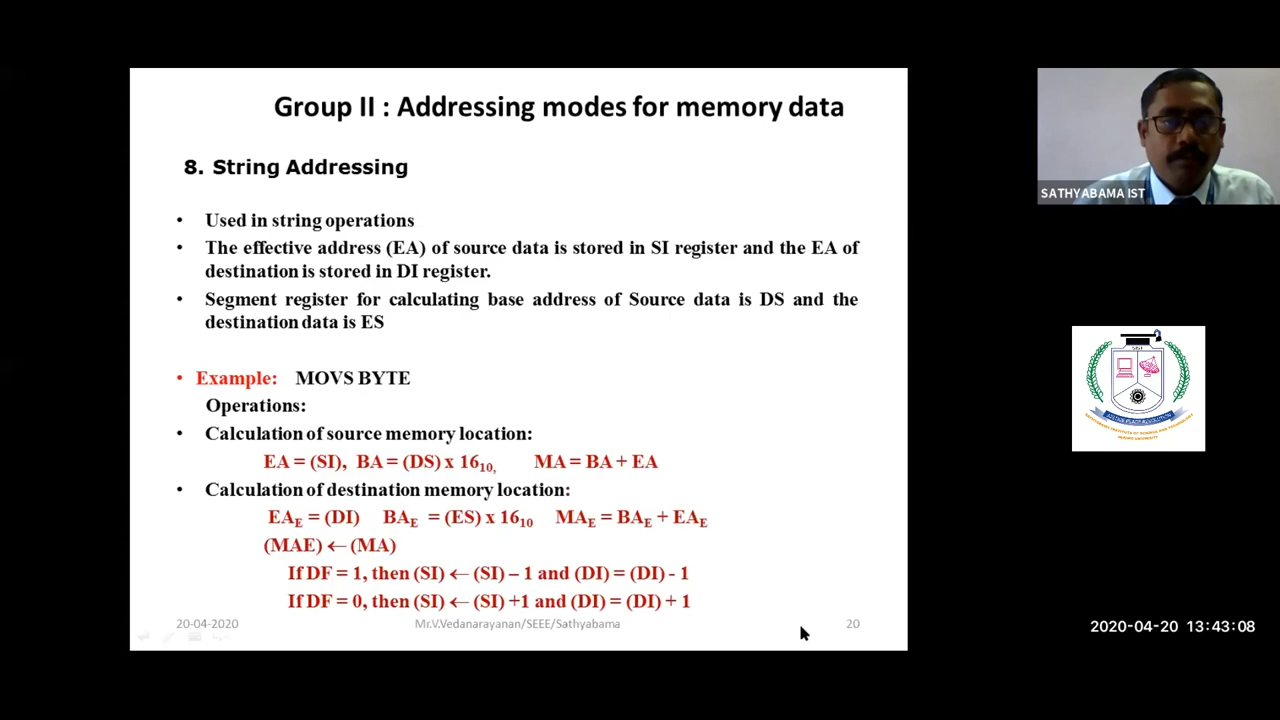 Group II : Addressing modes for memory data
8. String Addressing
• Used in string operations
• The effective address (EA) of source data is stored in SI register and the EA of
destination is stored in DI register.
• Segment register for calculating base address of Source data is DS and the
destination data is ES
• Example: MOVS BYTE
Operations:
• Calculation of source memory location:
EA = (SI), BA = (DS) x 16₁₀, MA = BA + EA
• Calculation of destination memory location:
EAE = (DI) BAE = (ES) x 16₁₀ MAE = BAE + EAE
(MAE) ← (MA)
If DF = 1, then (SI) ← (SI) – 1 and (DI) = (DI) - 1
If DF = 0, then (SI) ← (SI) +1 and (DI) = (DI) + 1
20-04-2020 Mr.V.Vedanarayanan/SEEE/Sathyabama 20
SATHYABAMA IST
2020-04-20 13:43:08